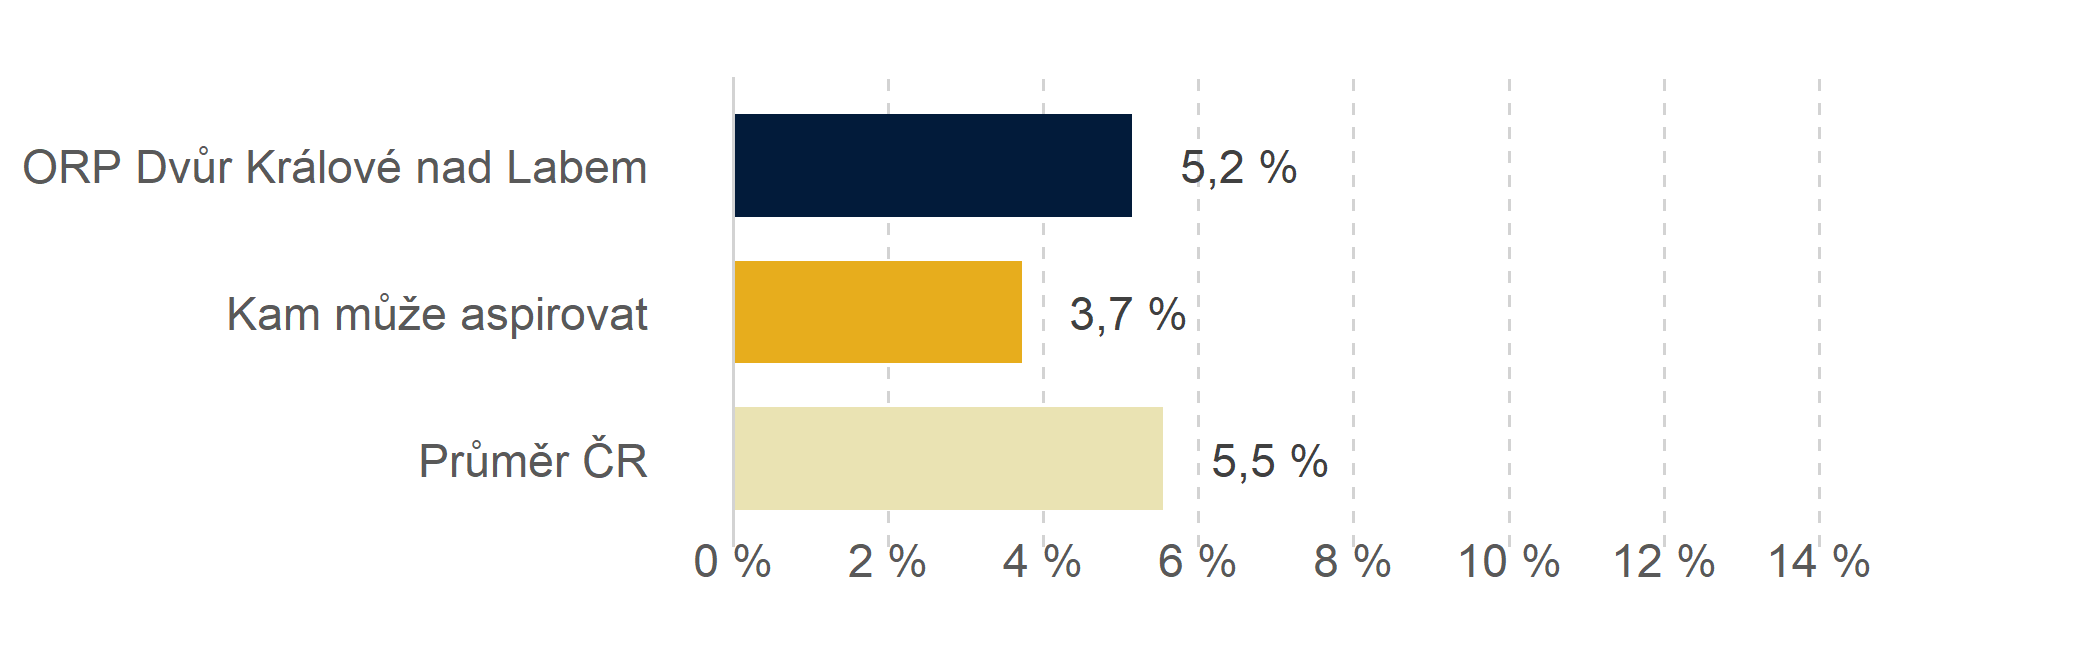 ORP Dvůr Králové nad Labem
5,2 %
Kam může aspirovat
3,7 %
Průměr ČR
5,5 %
0 % 2 % 4 % 6 % 8 % 10 % 12 % 14 %